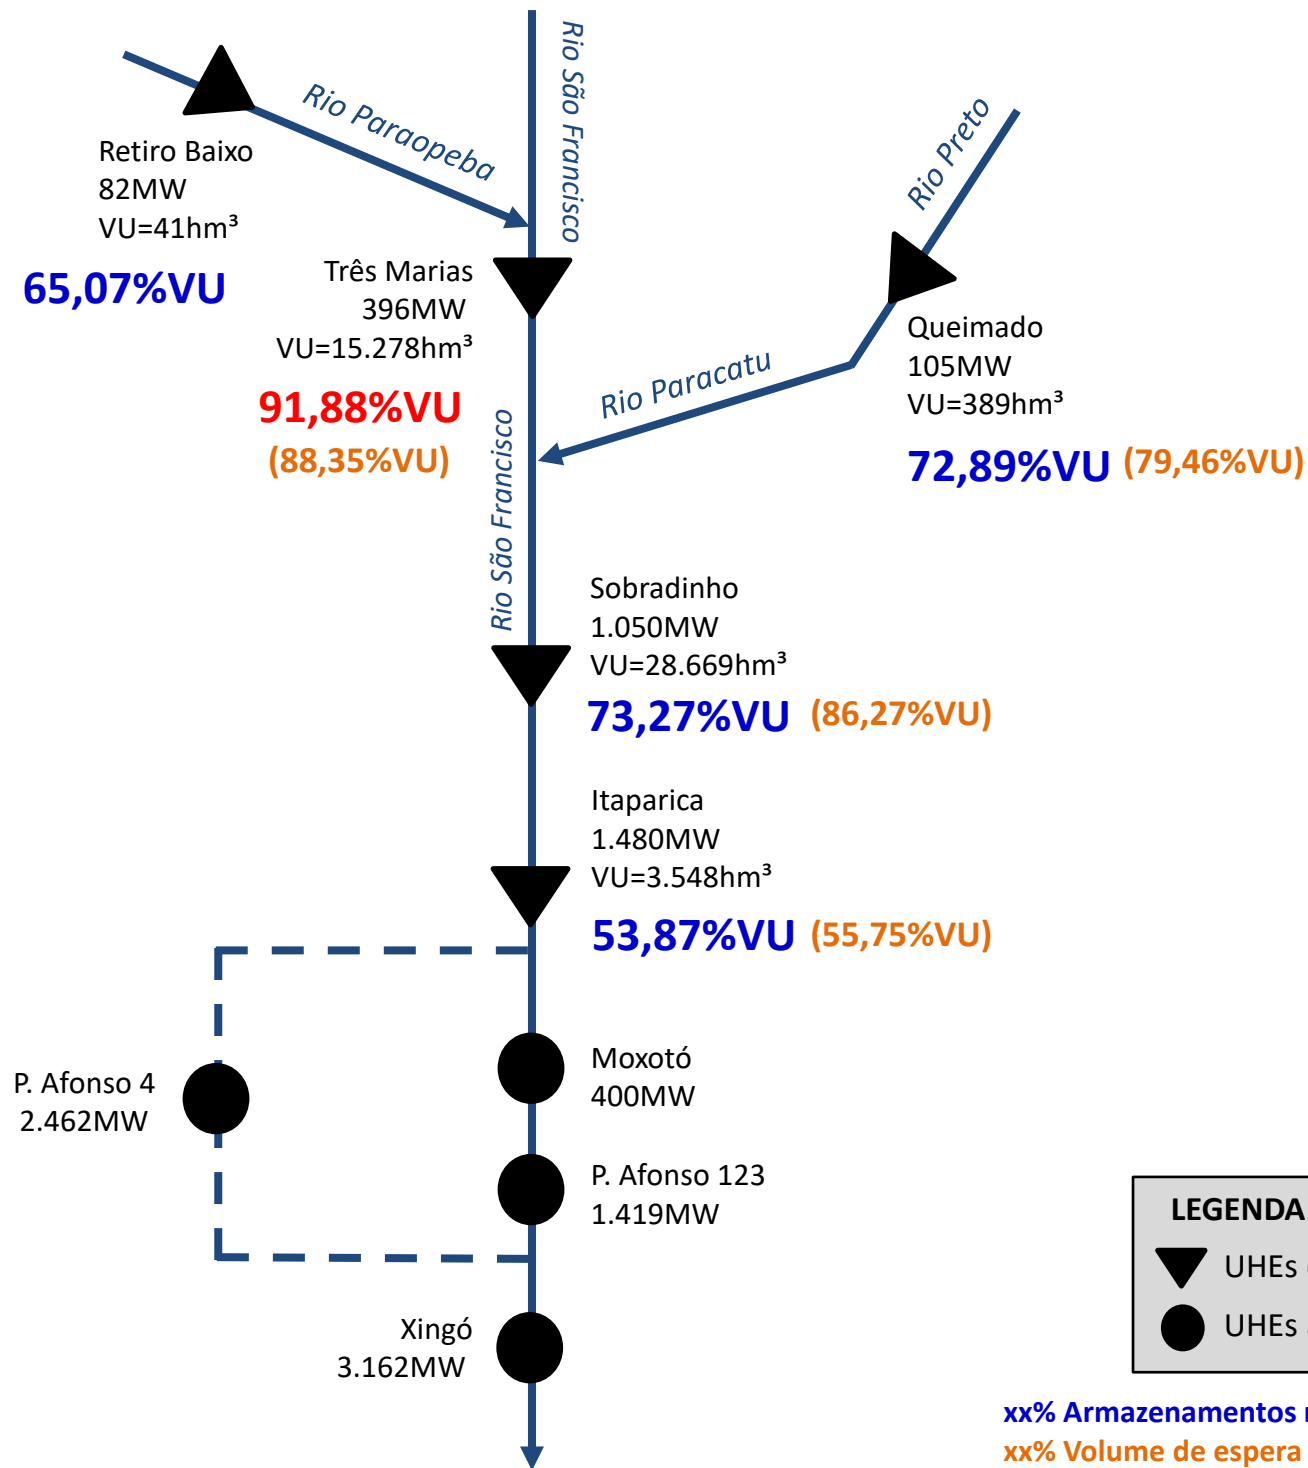 Rio São Francisco
Rio Paraopeba
Rio Preto
Retiro Baixo
82MW
VU=41hm³
65,07%VU
Três Marias
396MW
VU=15.278hm³
91,88%VU
(88,35%VU)
Queimado
105MW
VU=389hm³
72,89%VU (79,46%VU)
Rio Paracatu
Rio São Francisco
Sobradinho
1.050MW
VU=28.669hm³
73,27%VU (86,27%VU)
Itaparica
1.480MW
VU=3.548hm³
53,87%VU (55,75%VU)
P. Afonso 4
2.462MW
Moxotó
400MW
P. Afonso 123
1.419MW
Xingó
3.162MW
LEGENDA
UHEs
UHEs
xx% Armazenamentos
xx% Volume de espera